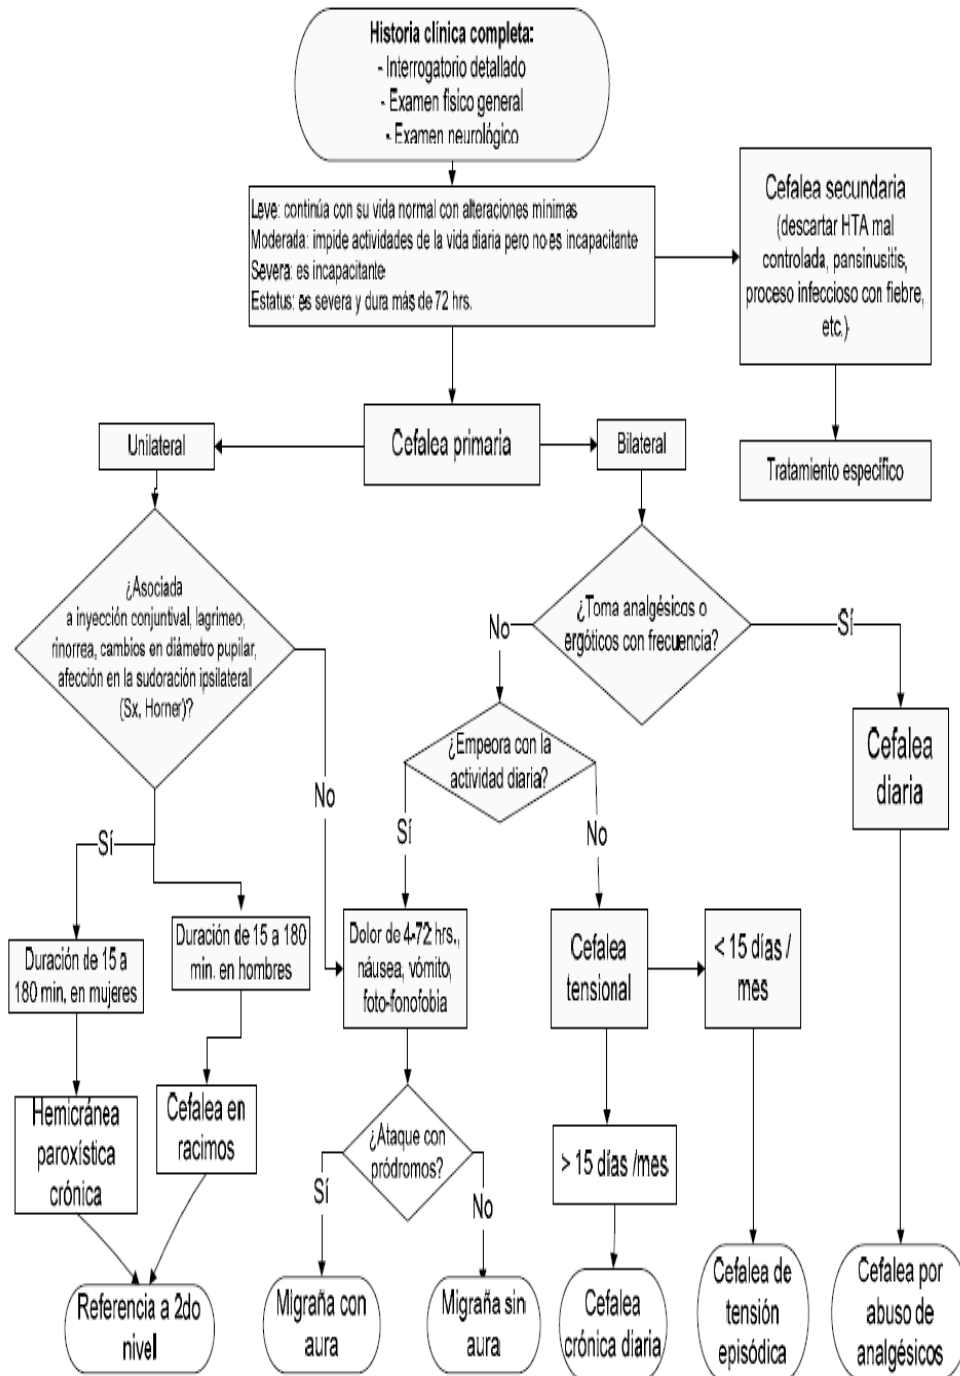 Historia clínica completa:
- Interrogatorio detallado
- Examen físico general
- Examen neurológico
Leve: continúa con su vida normal con alteraciones mínimas
Moderada: impide actividades de la vida diaria pero no es incapacitante
Severa: es incapacitante
Estatus: es severa y dura más de 72 hrs.
Cefalea secundaria
(descartar HTA mal
controlada, pansinusitis,
proceso infeccioso con fiebre,
etc.)
Tratamiento específico
Cefalea primaria
Unilateral
Bilateral
¿Asociada
a inyección conjuntival, lagrimeo,
rinorrea, cambios en diámetro pupilar,
afección en la sudoración ipsilateral
(Sx, Horner)?
¿Toma analgésicos o
ergóticos con frecuencia?
No
Sí
¿Empeora con la
actividad diaria?
Cefalea
diaria
No
Sí
No
Sí
Duración de 15 a
180 min, en mujeres
Duración de 15 a 180
min. en hombres
Dolor de 4-72 hrs.,
náusea, vómito,
foto-fonofobia
Cefalea
tensional
< 15 días /
mes
Hemicránea
paroxística
crónica
Cefalea en
racimos
¿Ataque con
pródromos?
Sí
No
> 15 días /mes
Referencia a 2do
nivel
Migraña con
aura
Migraña sin
aura
Cefalea
crónica diaria
Cefalea de
tensión
episódica
Cefalea por
abuso de
analgésicos